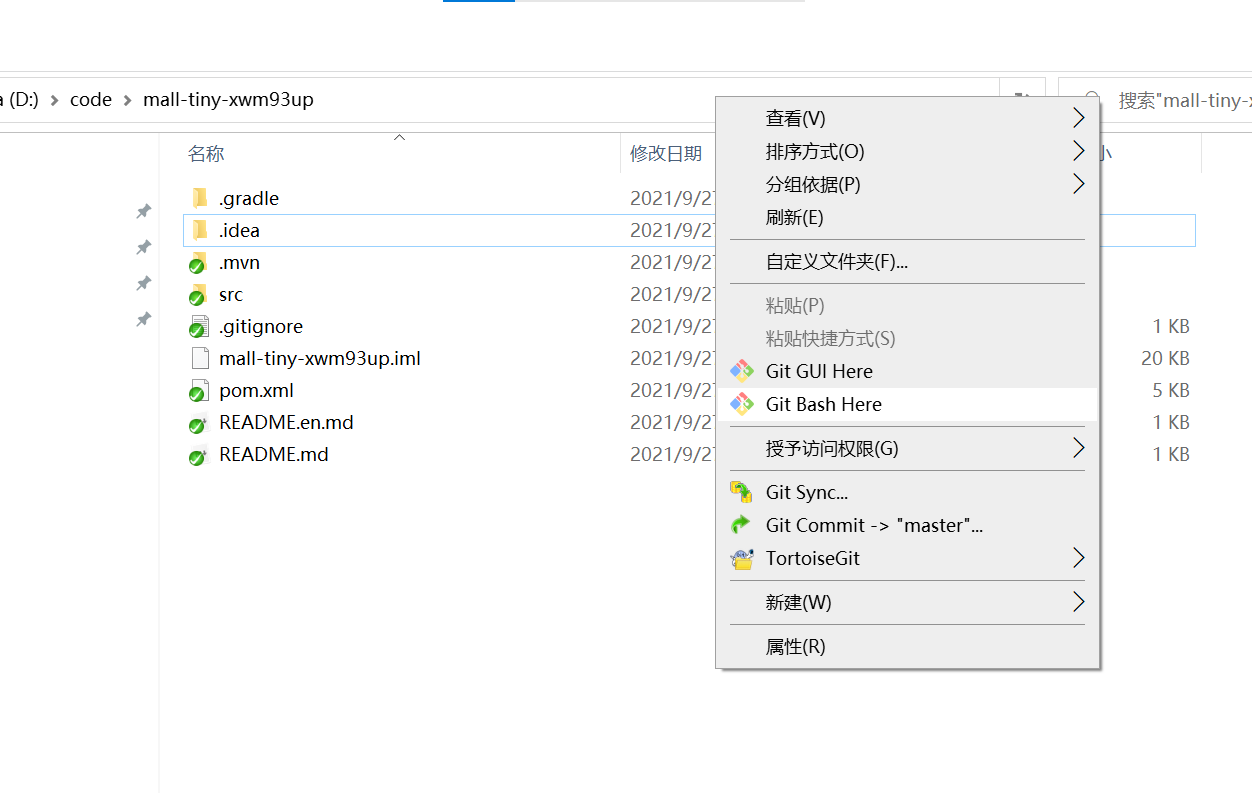 (D:) code mall-tiny-xwm93up
搜索"mall-tiny-x
名称 修改日期
.gradle 2021/9/27
.idea 2021/9/27
.mvn 2021/9/27
src 2021/9/27
.gitignore 2021/9/27 1 KB
mall-tiny-xwm93up.iml 2021/9/27 20 KB
pom.xml 2021/9/27 5 KB
README.en.md 2021/9/27 1 KB
README.md 2021/9/27 1 KB
查看(V)
排序方式(O)
分组依据(P)
刷新(E)
自定义文件夹(F)...
粘贴(P)
粘贴快捷方式(S)
Git GUI Here
Git Bash Here
授予访问权限(G)
Git Sync...
Git Commit -> "master"...
TortoiseGit
新建(W)
属性(R)